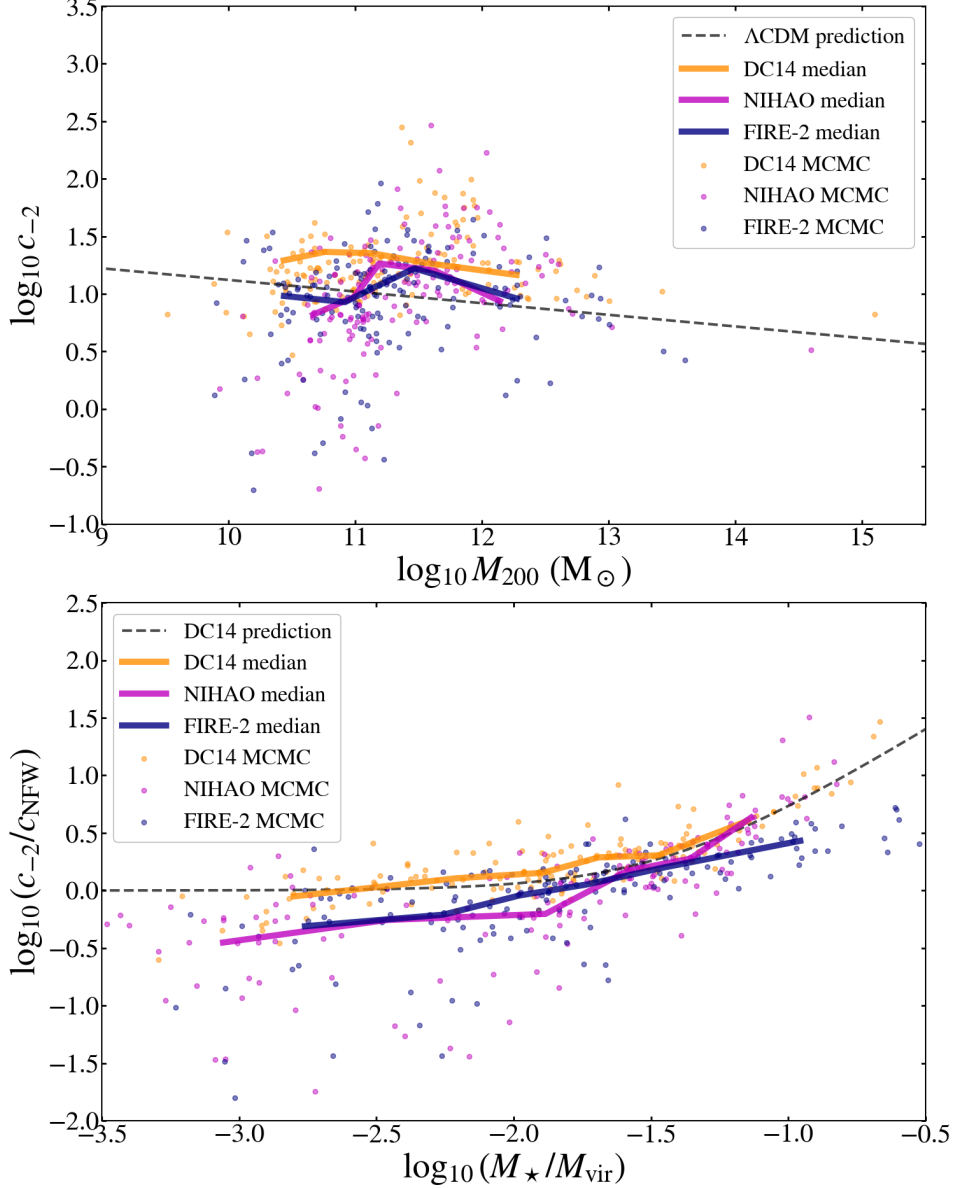 3.5
3.0
2.5
2.0
1.5
1.0
0.5
0.0
−0.5
−1.0
log₁₀ c₋₂
ΛCDM prediction
DC14 median
NIHAO median
FIRE-2 median
DC14 MCMC
NIHAO MCMC
FIRE-2 MCMC
9 10 11 12 13 14 15
log₁₀ M₂₀₀ (M⊙)
2.5
2.0
1.5
1.0
0.5
0.0
−0.5
−1.0
−1.5
−2.0
log₁₀ (c₋₂/c_NFW)
DC14 prediction
DC14 median
NIHAO median
FIRE-2 median
DC14 MCMC
NIHAO MCMC
FIRE-2 MCMC
−3.5 −3.0 −2.5 −2.0 −1.5 −1.0 −0.5
log₁₀ (M⋆/M_vir)